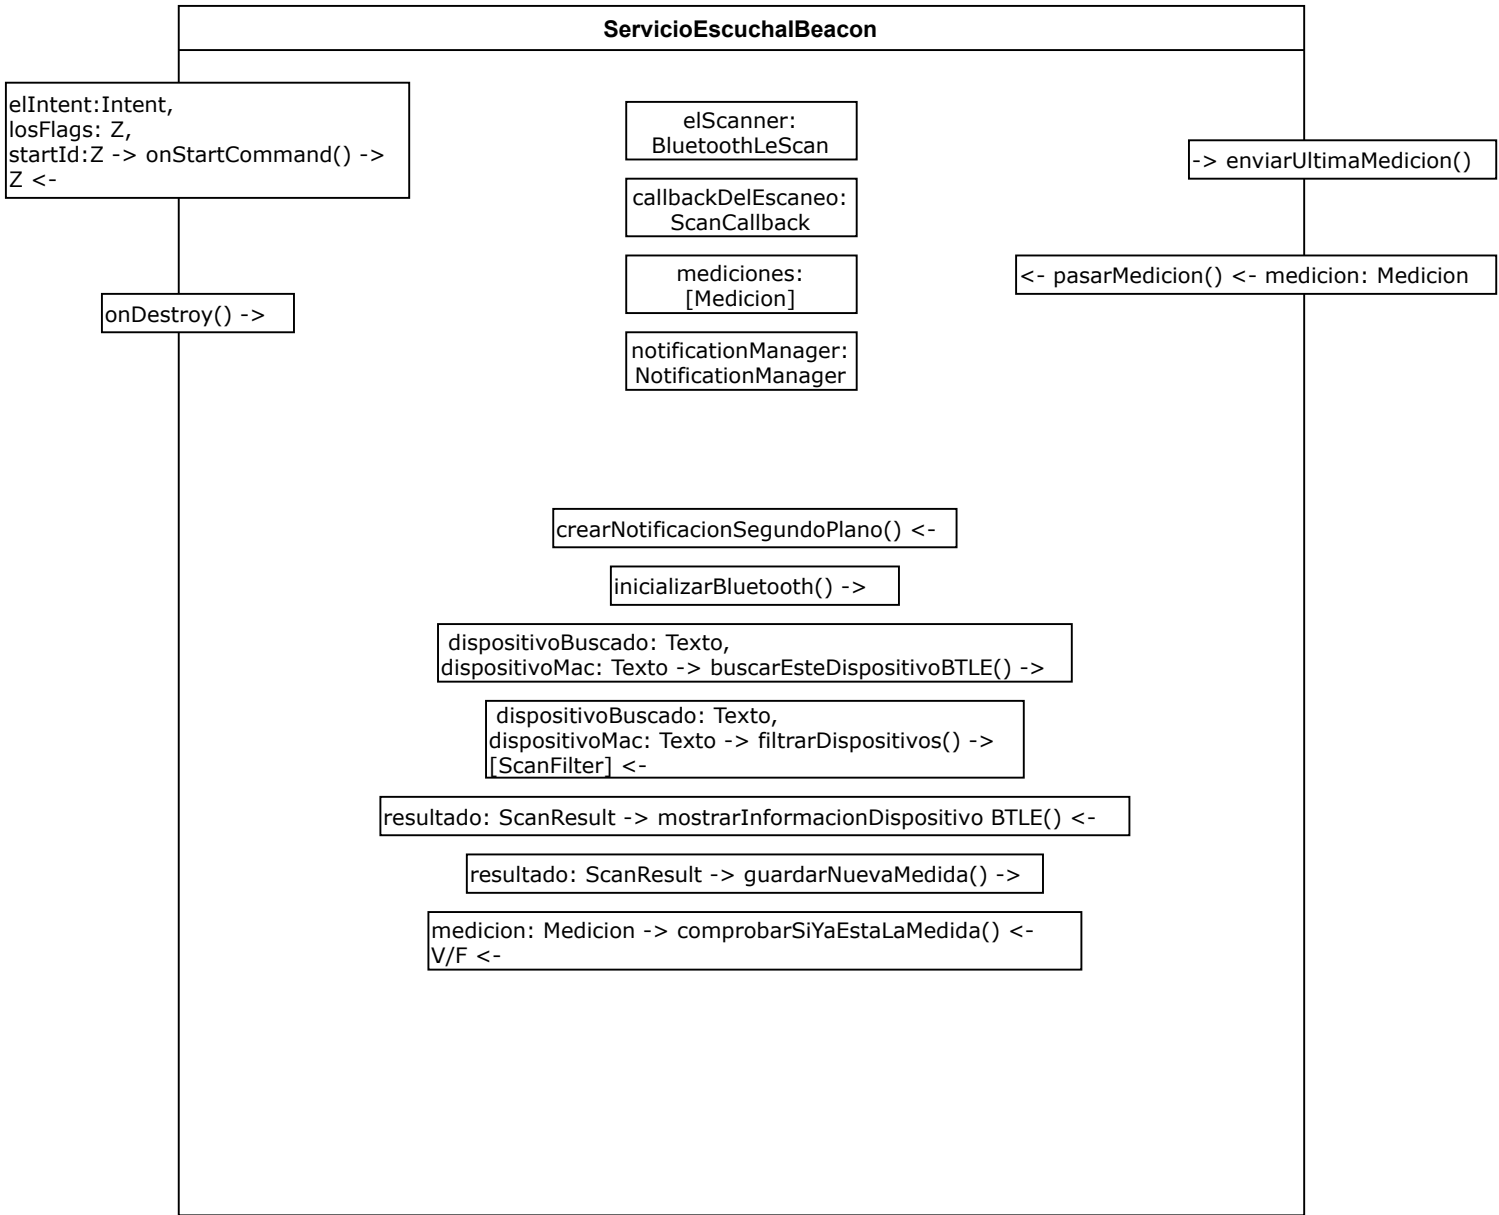 ServicioEscuchaIBeacon
elIntent:Intent,
losFlags: Z,
startId:Z -> onStartCommand() ->
Z <-
elScanner:
BluetoothLeScan
-> enviarUltimaMedicion()
callbackDelEscaneo:
ScanCallback
mediciones:
[Medicion]
<- pasarMedicion() <- medicion: Medicion
onDestroy() ->
notificationManager:
NotificationManager
crearNotificacionSegundoPlano() <-
inicializarBluetooth() ->
dispositivoBuscado: Texto,
dispositivoMac: Texto -> buscarEsteDispositivoBTLE() ->
dispositivoBuscado: Texto,
dispositivoMac: Texto -> filtrarDispositivos() ->
[ScanFilter] <-
resultado: ScanResult -> mostrarInformacionDispositivo BTLE() <-
resultado: ScanResult -> guardarNuevaMedida() ->
medicion: Medicion -> comprobarSiYaEstaLaMedida() <-
V/F <-